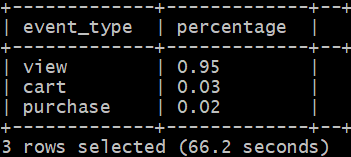 +-------------+-------------+--+
| event_type  | percentage  |  |
+-------------+-------------+--+
| view        | 0.95        |  |
| cart        | 0.03        |  |
| purchase    | 0.02        |  |
+-------------+-------------+--+
3 rows selected (66.2 seconds)